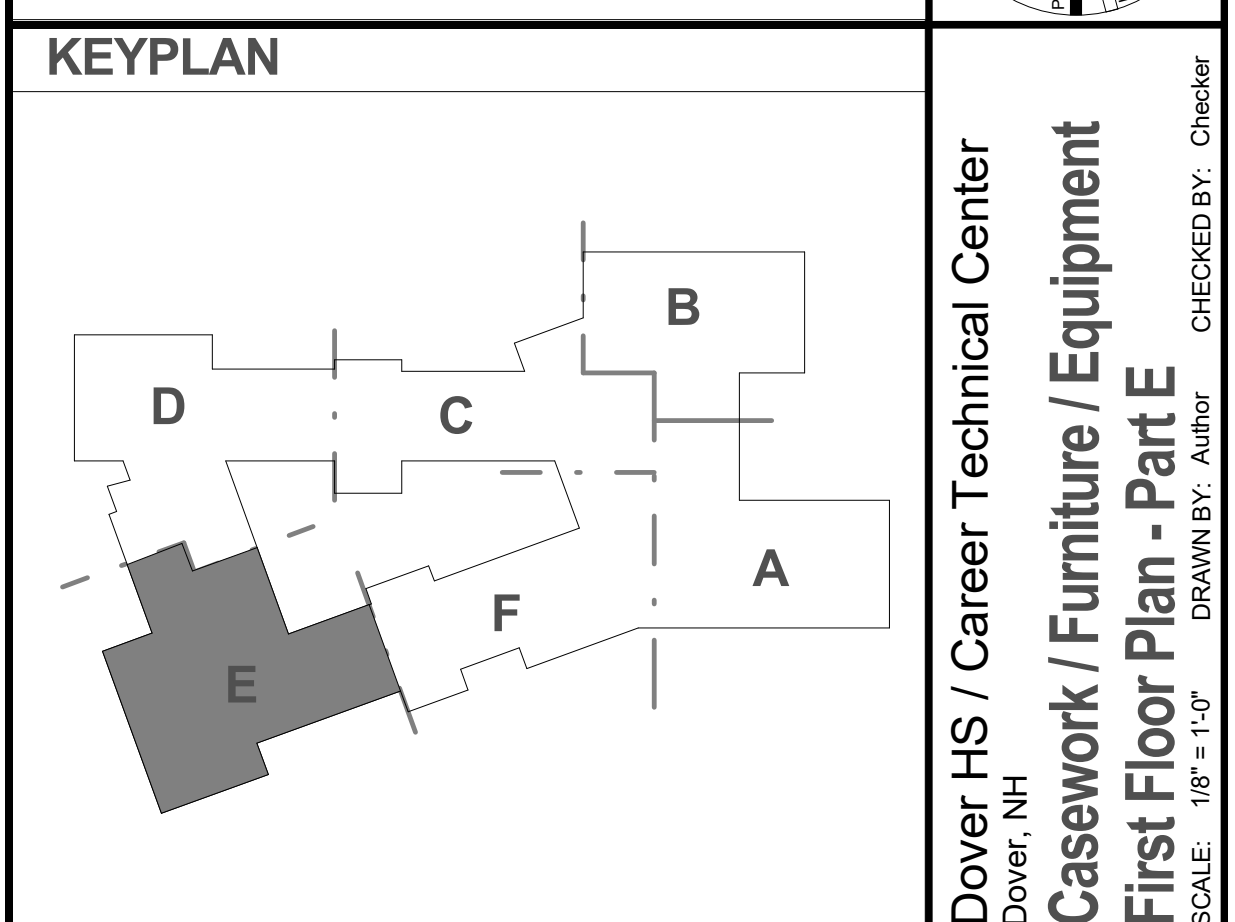 KEYPLAN
B
D
C
A
F
E
Dover HS / Career Technical Center
Dover, NH
Casework / Furniture / Equipment
First Floor Plan - Part E
SCALE: 1/8" = 1'-0" DRAWN BY: Author CHECKED BY: Checker